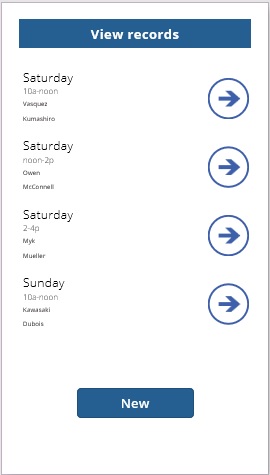 View records
Saturday
10a-noon
Vasquez
Kumashiro
Saturday
noon-2p
Owen
McConnell
Saturday
2-4p
Myk
Mueller
Sunday
10a-noon
Kawasaki
Dubois
New